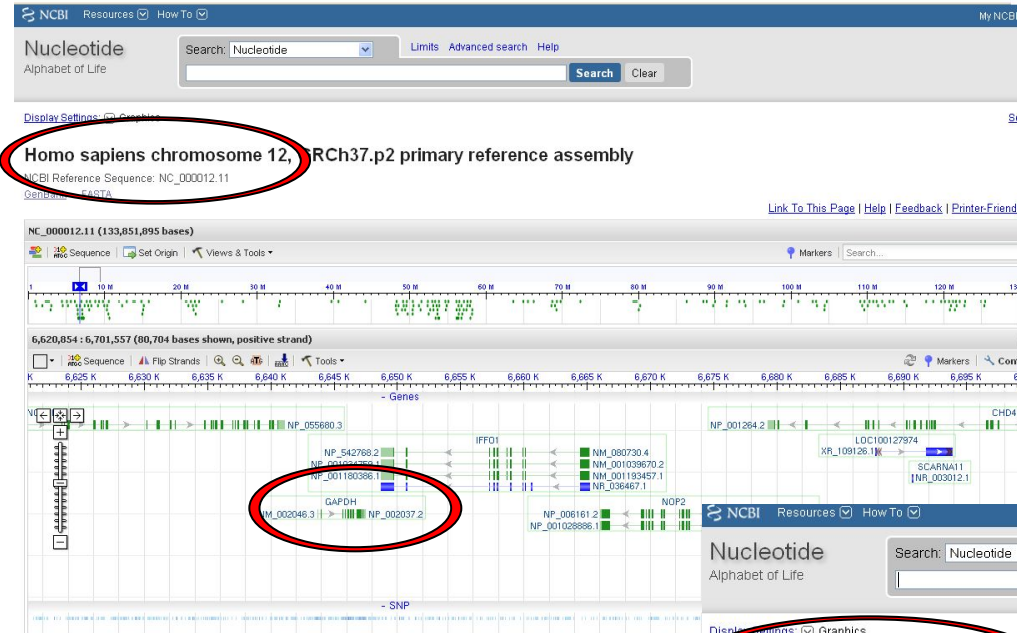 NCBI Resources How To My NCBI
Nucleotide
Alphabet of Life
Search: Nucleotide
Limits Advanced search Help
Search Clear
Display Settings: Graphics
Homo sapiens chromosome 12, GRCh37.p2 primary reference assembly
NCBI Reference Sequence: NC_000012.11
GenBank FASTA
Link To This Page | Help | Feedback | Printer-Friend
NC_000012.11 (133,851,895 bases)
Sequence Set Origin Views & Tools Markers Search...
1 10 M 20 M 30 M 40 M 50 M 60 M 70 M 80 M 90 M 100 M 110 M 120 M 13
6,620,854 : 6,701,557 (80,704 bases shown, positive strand)
Sequence Flip Strands Tools Markers Con
K 6,625 K 6,630 K 6,635 K 6,640 K 6,645 K 6,650 K 6,655 K 6,660 K 6,665 K 6,670 K 6,675 K 6,680 K 6,685 K 6,690 K 6,695 K
- Genes
NP_055680.3 NP_001264.2 CHD4
IFFO1 LOC100127974
NP_542768.2 NM_080730.4 XR_109126.1
NM_001039670.2 SCARNA11
NP_001180386.1 NM_001193457.1 NR_003012.1
NR_036467.1
GAPDH NOP2
NM_002046.3 NP_002037.2 NP_006161.2
NP_001028886.1
- SNP
NCBI Resources How To
Nucleotide
Alphabet of Life
Search: Nucleotide
Graphics